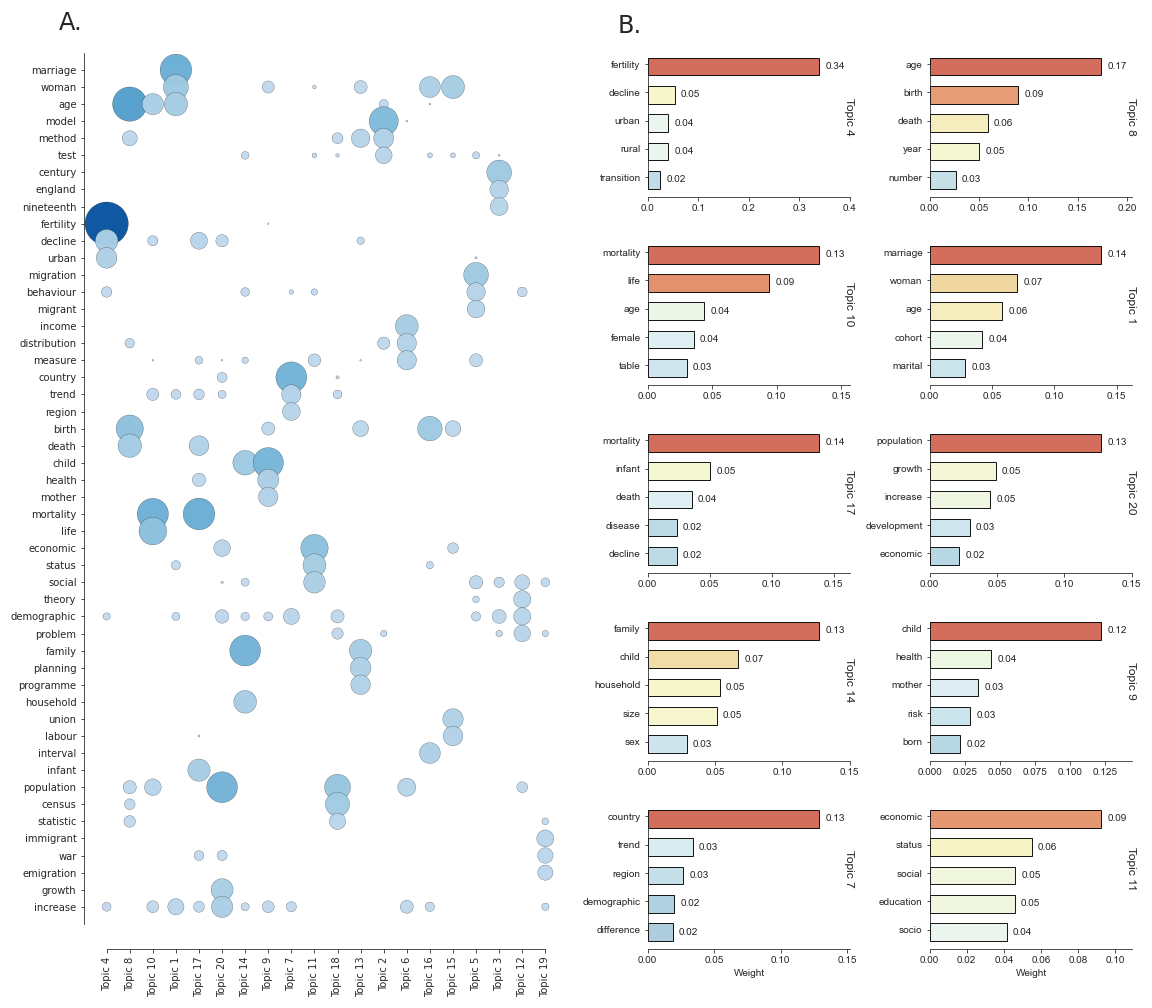 A.
marriage
woman
age
model
method
test
century
england
nineteenth
fertility
decline
urban
migration
behaviour
migrant
income
distribution
measure
country
trend
region
birth
death
child
health
mother
mortality
life
economic
status
social
theory
demographic
problem
family
planning
programme
household
union
labour
interval
infant
population
census
statistic
immigrant
war
emigration
growth
increase
Topic 4
Topic 8
Topic 10
Topic 1
Topic 17
Topic 20
Topic 14
Topic 9
Topic 7
Topic 11
Topic 18
Topic 13
Topic 2
Topic 6
Topic 16
Topic 15
Topic 5
Topic 3
Topic 12
Topic 19
B.
fertility 0.34
decline 0.05
urban 0.04
rural 0.04
transition 0.02
0.0 0.1 0.2 0.3 0.4
Topic 4
age 0.17
birth 0.09
death 0.06
year 0.05
number 0.03
0.00 0.05 0.10 0.15 0.20
Topic 8
mortality 0.13
life 0.09
age 0.04
female 0.04
table 0.03
0.00 0.05 0.10 0.15
Topic 10
marriage 0.14
woman 0.07
age 0.06
cohort 0.04
marital 0.03
0.00 0.05 0.10 0.15
Topic 1
mortality 0.14
infant 0.05
death 0.04
disease 0.02
decline 0.02
0.00 0.05 0.10 0.15
Topic 17
population 0.13
growth 0.05
increase 0.05
development 0.03
economic 0.02
0.00 0.05 0.10 0.15
Topic 20
family 0.13
child 0.07
household 0.05
size 0.05
sex 0.03
0.00 0.05 0.10 0.15
Topic 14
child 0.12
health 0.04
mother 0.03
risk 0.03
born 0.02
0.000 0.025 0.050 0.075 0.100 0.125
Topic 9
country 0.13
trend 0.03
region 0.03
demographic 0.02
difference 0.02
0.00 0.05 0.10 0.15
Weight
Topic 7
economic 0.09
status 0.06
social 0.05
education 0.05
socio 0.04
0.00 0.02 0.04 0.06 0.08 0.10
Weight
Topic 11